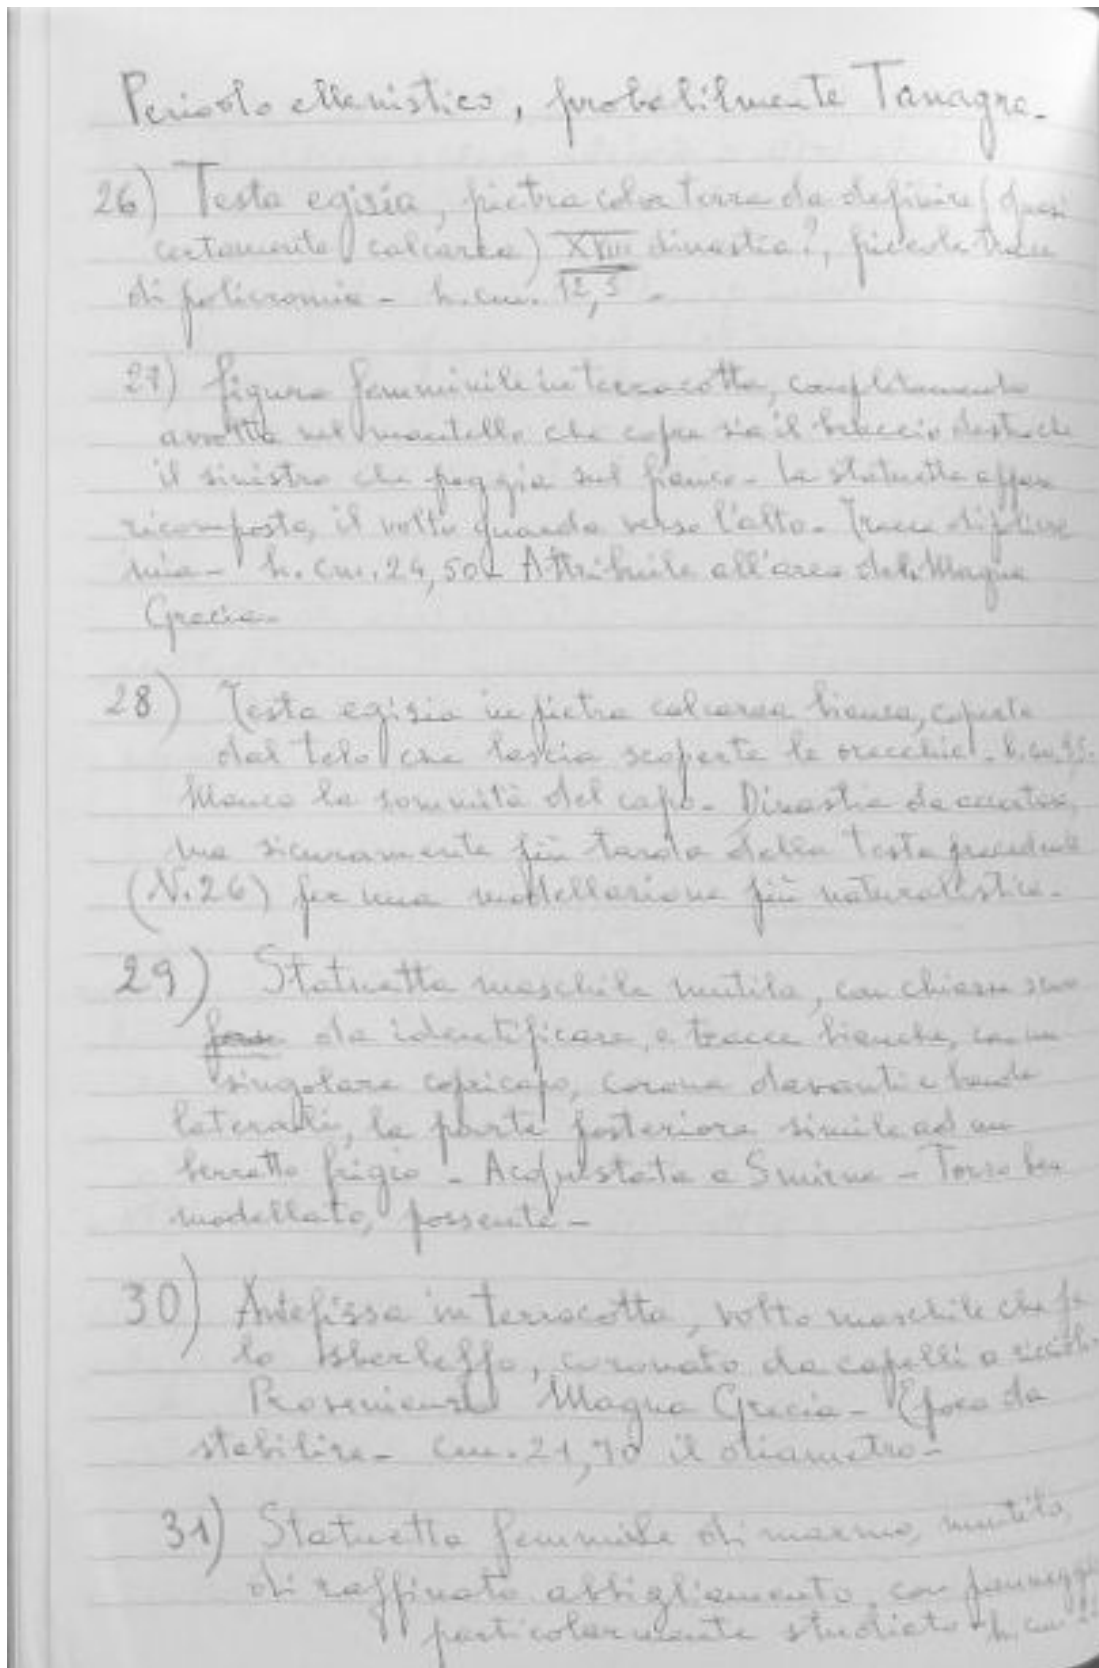 Periodo ellenistico, probabilmente Tanagra-
26) Testa egizia, pietra color terra da definire (quasi
certamente calcarea) XVIII dinastia?, piccole tracce
di policromia - h. cm. 12,5 -
27) figura femminile in terracotta, completamente
avvolta nel mantello che copre sia il braccio destro che
il sinistro che poggia sul fianco - La statuetta appare
ricomposta, il volto guarda verso l'alto - Tracce di policro
mia - h. cm. 24,50 - Attribuile all'area della Magna
Grecia -
28) Testa egizia in pietra calcarea bianca, coperta
dal telo che lascia scoperte le orecchie - h. cm.
Manca la sommità del capo - Dinastia da accertare,
ma sicuramente più tarda della testa precedente
(N. 26) per una modellazione più naturalistica -
29) Statuetta maschile mutila, con chiasma
forse da identificare, e tracce bianche, con un
singolare copricapo, corona davanti e bande
laterali, la parte posteriore simile ad un
berretto frigio - Acquistata a Smirne - Torso ben
modellato, possente -
30) Antefissa in terracotta, volto maschile che fa
lo sberleffo, coronato da capelli a riccioli -
Provenienza Magna Grecia - Epoca da
stabilire - cm. 21,70 il diametro -
31) Statuetta femminile di marmo, mutila,
di raffinato abbigliamento, con panneggi
particolarmente studiato - h. cm.